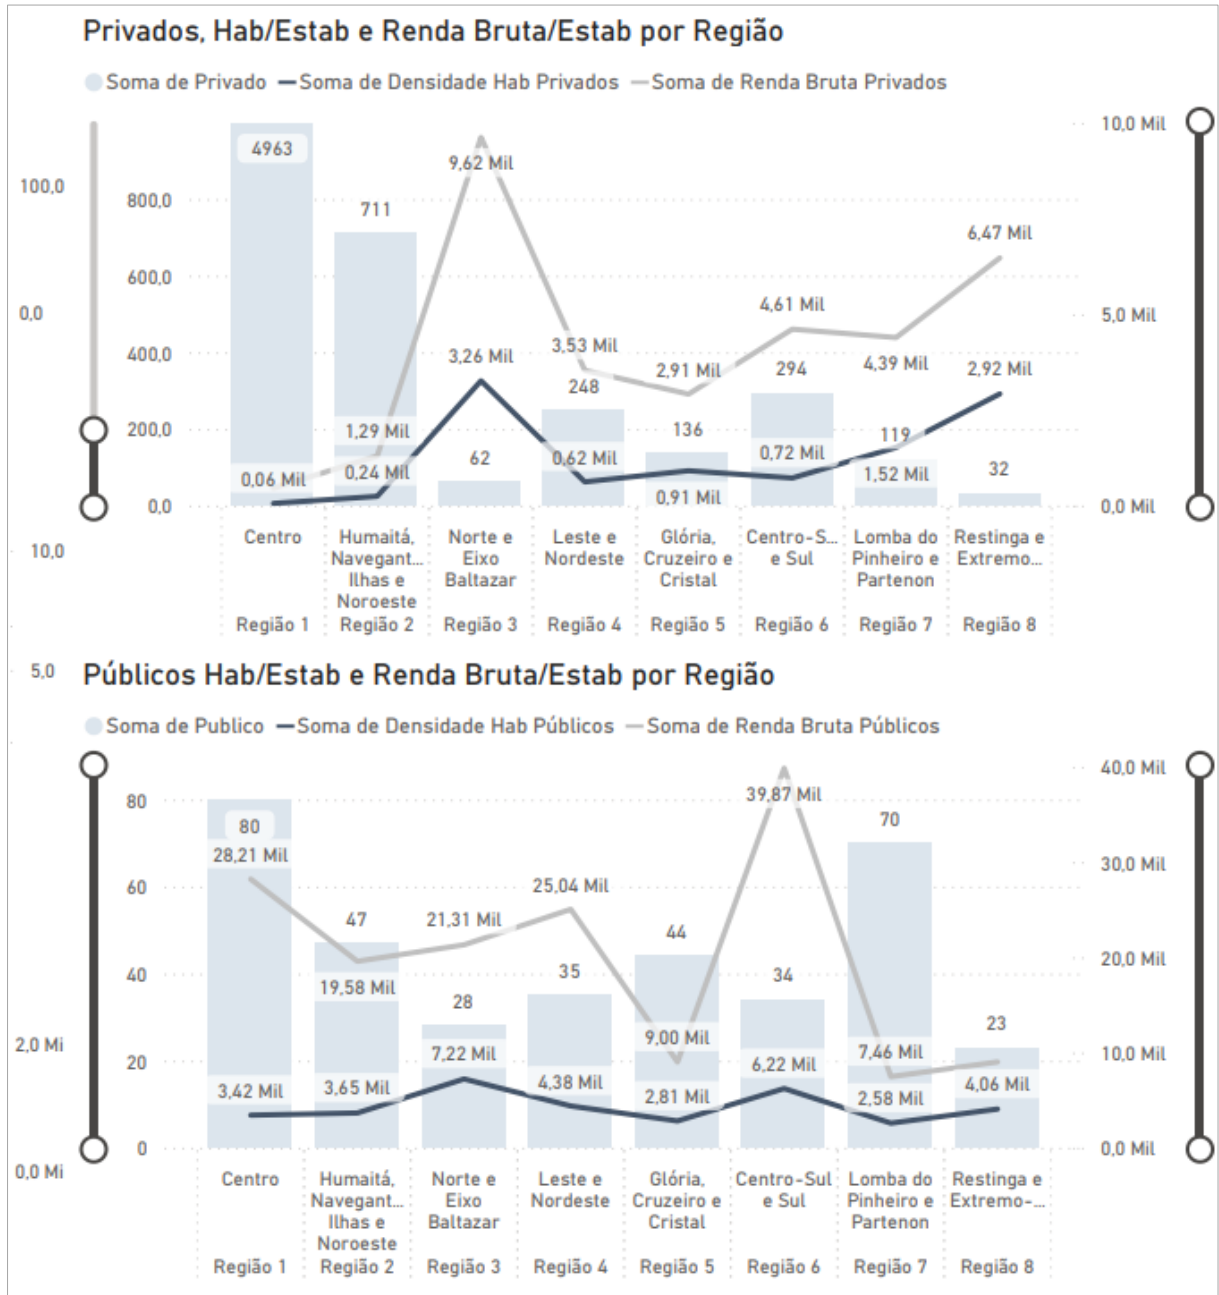 Privados, Hab/Estab e Renda Bruta/Estab por Região
Soma de Privado Soma de Densidade Hab Privados Soma de Renda Bruta Privados
100,0
0,0
10,0
5,0
2,0 Mi
0,0 Mi
800,0
600,0
400,0
200,0
0,0
10,0 Mil
5,0 Mil
0,0 Mil
4963
711
62
248
136
294
119
32
1,29 Mil
9,62 Mil
3,53 Mil
2,91 Mil
4,61 Mil
4,39 Mil
6,47 Mil
0,06 Mil
0,24 Mil
3,26 Mil
0,62 Mil
0,91 Mil
0,72 Mil
1,52 Mil
2,92 Mil
Centro
Humaitá,
Navegant...
Ilhas e
Noroeste
Norte e
Eixo
Baltazar
Leste e
Nordeste
Glória,
Cruzeiro e
Cristal
Centro-S...
e Sul
Lomba do
Pinheiro e
Partenon
Restinga e
Extremo...
Região 1 Região 2 Região 3 Região 4 Região 5 Região 6 Região 7 Região 8
Públicos Hab/Estab e Renda Bruta/Estab por Região
Soma de Publico Soma de Densidade Hab Públicos Soma de Renda Bruta Públicos
80
60
40
20
0
40,0 Mil
30,0 Mil
20,0 Mil
10,0 Mil
0,0 Mil
80
47
28
35
44
34
70
23
28,21 Mil
19,58 Mil
21,31 Mil
25,04 Mil
9,00 Mil
39,87 Mil
7,46 Mil
3,42 Mil
3,65 Mil
7,22 Mil
4,38 Mil
2,81 Mil
6,22 Mil
2,58 Mil
4,06 Mil
Centro
Humaitá,
Navegant...
Ilhas e
Noroeste
Norte e
Eixo
Baltazar
Leste e
Nordeste
Glória,
Cruzeiro e
Cristal
Centro-Sul
e Sul
Lomba do
Pinheiro e
Partenon
Restinga e
Extremo-...
Região 1 Região 2 Região 3 Região 4 Região 5 Região 6 Região 7 Região 8